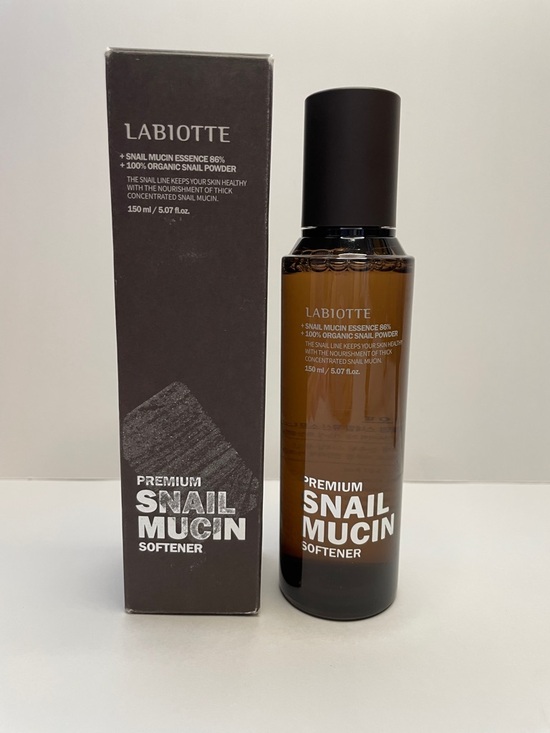 LABIOTTE
+ SNAIL MUCIN ESSENCE 86%
+ 100% ORGANIC SNAIL POWDER
THE SNAIL LINE KEEPS YOUR SKIN HEALTHY
WITH THE NOURISHMENT OF THICK
CONCENTRATED SNAIL MUCIN.
150 ml / 5.07 fl.oz.
PREMIUM
SNAIL
MUCIN
SOFTENER
LABIOTTE
+ SNAIL MUCIN ESSENCE 86%
+ 100% ORGANIC SNAIL POWDER
THE SNAIL LINE KEEPS YOUR SKIN HEALTHY
WITH THE NOURISHMENT OF THICK
CONCENTRATED SNAIL MUCIN.
150 ml / 5.07 fl.oz.
PREMIUM
SNAIL
MUCIN
SOFTENER